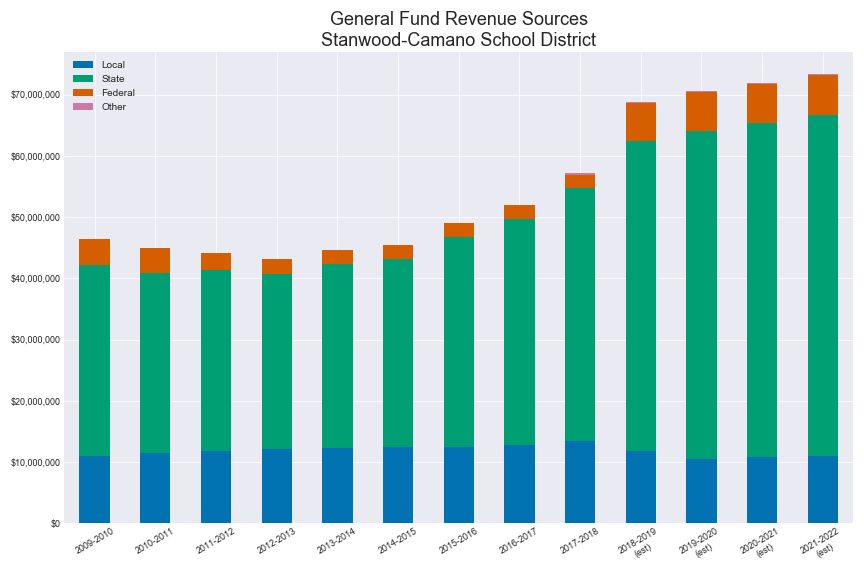 General Fund Revenue Sources
Stanwood-Camano School District
Local
State
Federal
Other
$70,000,000
$60,000,000
$50,000,000
$40,000,000
$30,000,000
$20,000,000
$10,000,000
$0
2009-2010
2010-2011
2011-2012
2012-2013
2013-2014
2014-2015
2015-2016
2016-2017
2017-2018
2018-2019
(est)
2019-2020
(est)
2020-2021
(est)
2021-2022
(est)